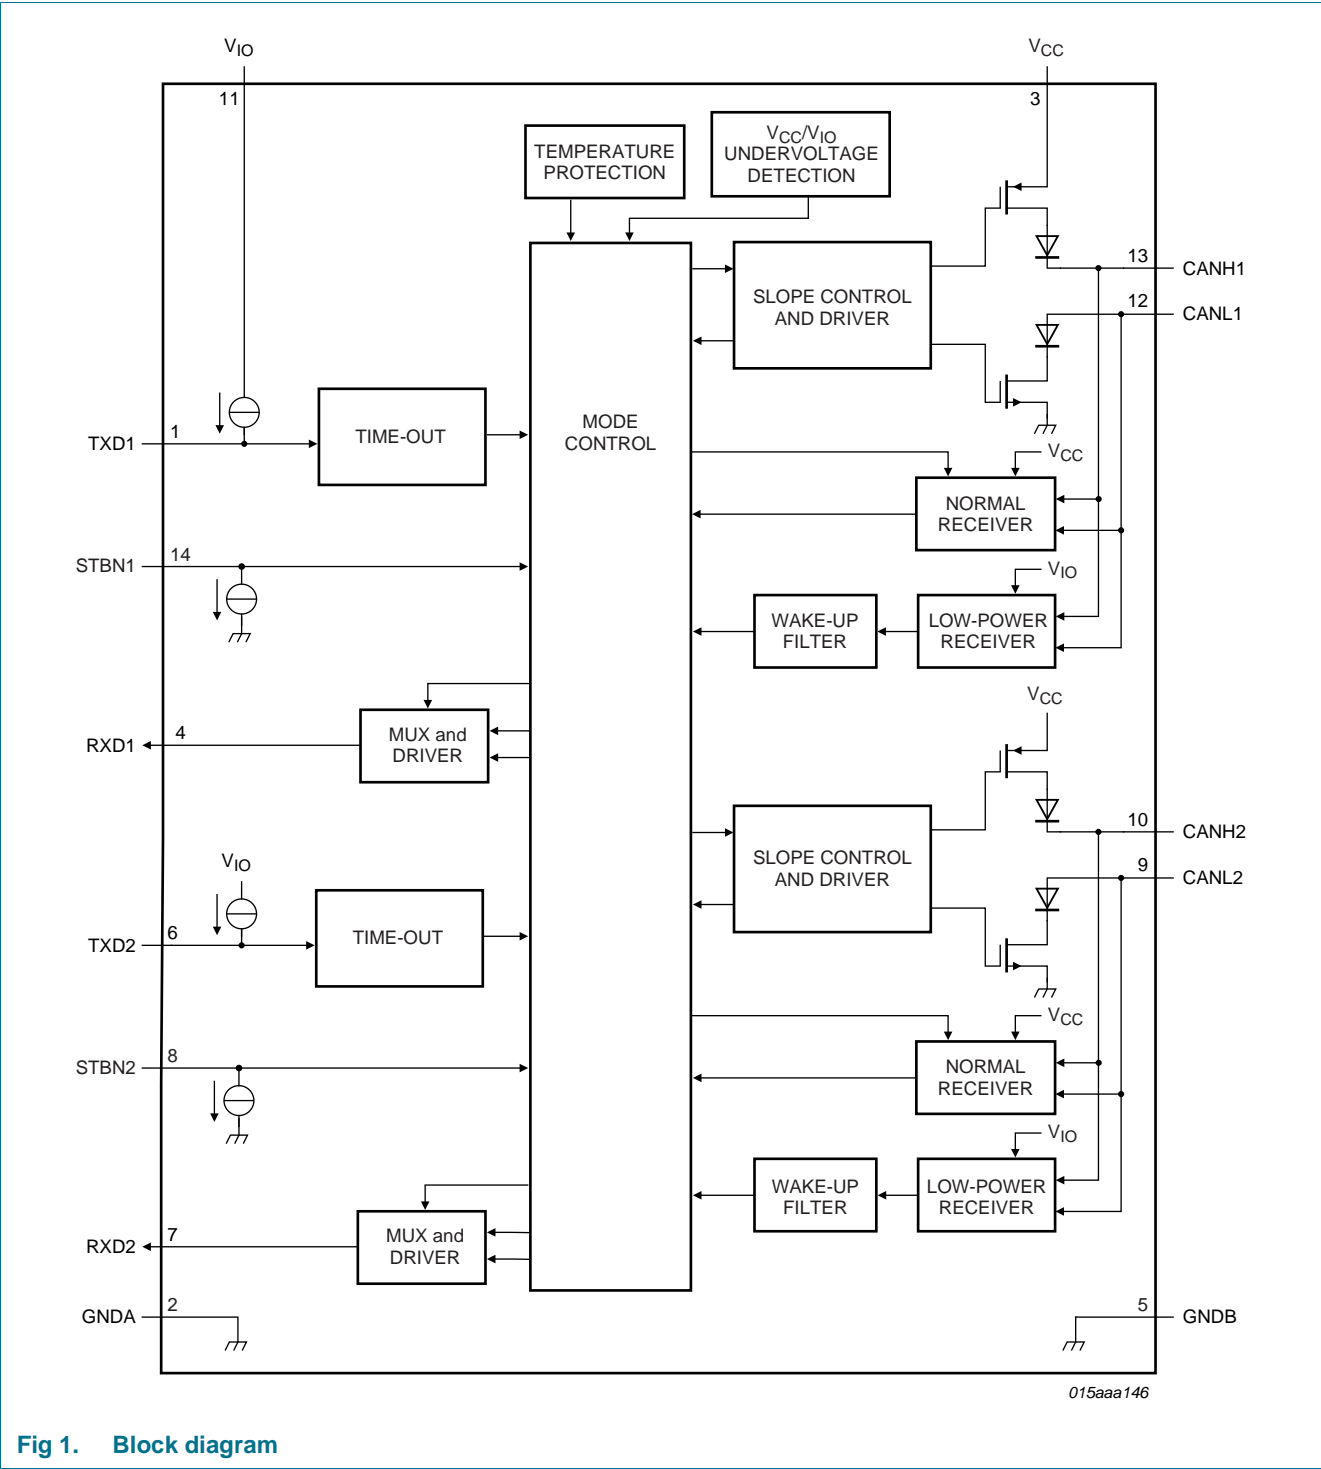 VIO
VCC
11
3
TEMPERATURE
PROTECTION
VCC/VIO
UNDERVOLTAGE
DETECTION
SLOPE CONTROL
AND DRIVER
13
CANH1
12
CANL1
TXD1
1
TIME-OUT
MODE
CONTROL
VCC
NORMAL
RECEIVER
STBN1
14
VIO
WAKE-UP
FILTER
LOW-POWER
RECEIVER
VCC
RXD1
4
MUX and
DRIVER
SLOPE CONTROL
AND DRIVER
10
CANH2
9
CANL2
VIO
TXD2
6
TIME-OUT
VCC
NORMAL
RECEIVER
STBN2
8
VIO
WAKE-UP
FILTER
LOW-POWER
RECEIVER
RXD2
7
MUX and
DRIVER
GNDA
2
5
GNDB
015aaa146
Fig 1. Block diagram